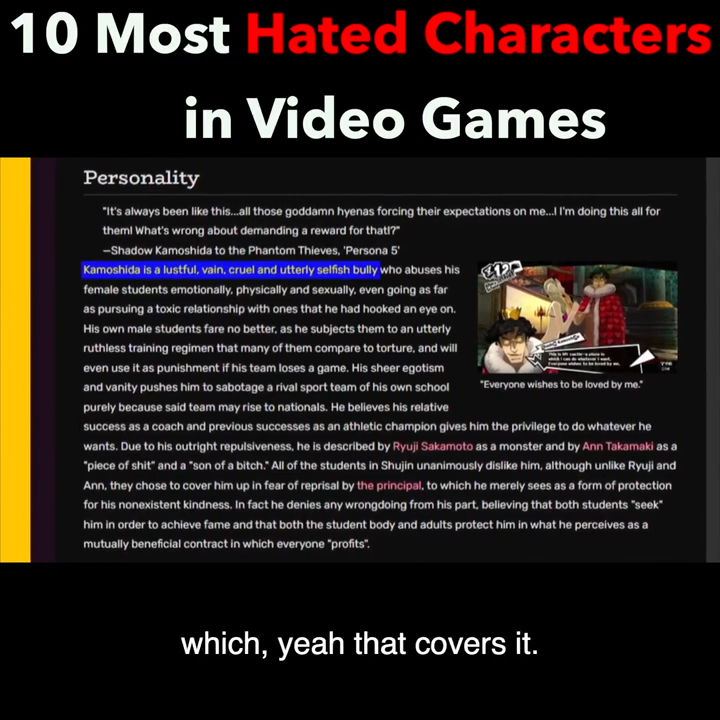 10 Most Hated Characters
in Video Games
Personality
"It's always been like this...all those goddamn hyenas forcing their expectations on me...I I'm doing this all for
them! What's wrong about demanding a reward for that!?"
—Shadow Kamoshida to the Phantom Thieves, 'Persona 5'
Kamoshida is a lustful, vain, cruel and utterly selfish bully who abuses his
female students emotionally, physically and sexually, even going as far
as pursuing a toxic relationship with ones that he had hooked an eye on.
His own male students fare no better, as he subjects them to an utterly
ruthless training regimen that many of them compare to torture, and will
even use it as punishment if his team loses a game. His sheer egotism
and vanity pushes him to sabotage a rival sport team of his own school
purely because said team may rise to nationals. He believes his relative
"Everyone wishes to be loved by me."
success as a coach and previous successes as an athletic champion gives him the privilege to do whatever he
wants. Due to his outright repulsiveness, he is described by Ryuji Sakamoto as a monster and by Ann Takamaki as a
"piece of shit" and a "son of a bitch." All of the students in Shujin unanimously dislike him, although unlike Ryuji and
Ann, they chose to cover him up in fear of reprisal by the principal, to which he merely sees as a form of protection
for his nonexistent kindness. In fact he denies any wrongdoing from his part, believing that both students "seek"
him in order to achieve fame and that both the student body and adults protect him in what he perceives as a
mutually beneficial contract in which everyone "profits".
which, yeah that covers it.